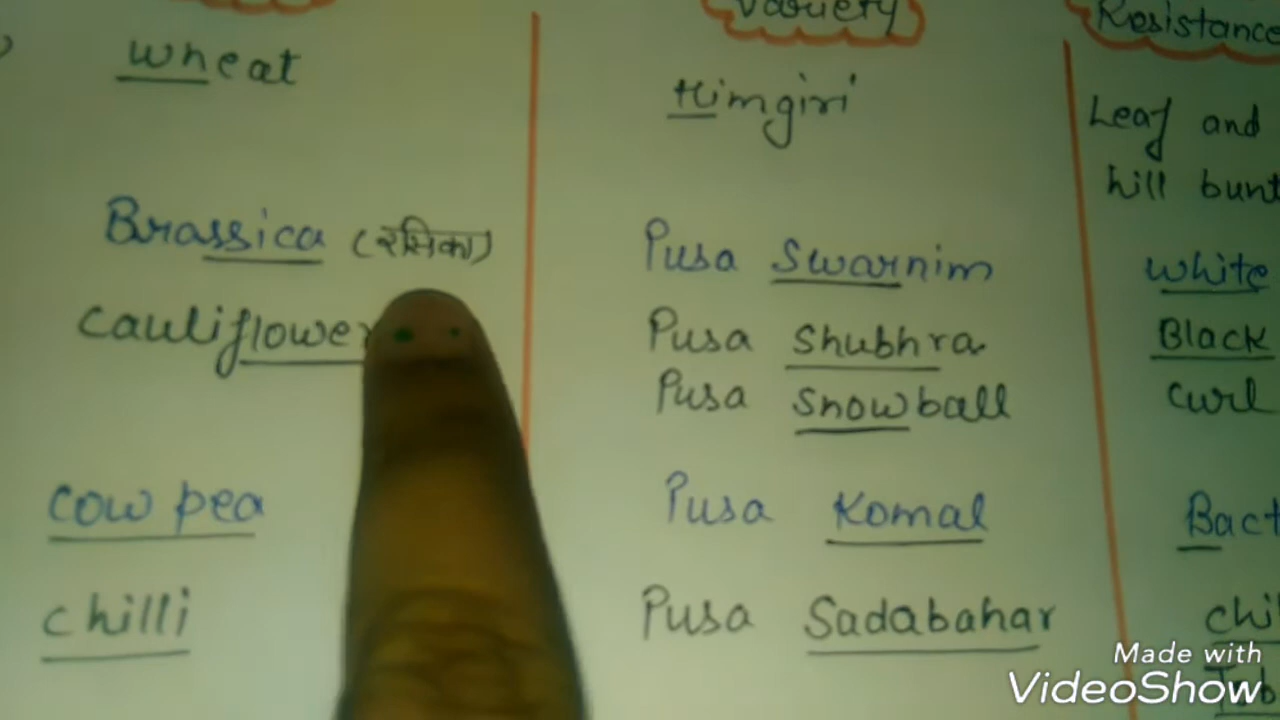 Variety
Resistance
wheat
Himgiri
Leaf and
hill bunt
Brassica (रसिका)
Pusa Swarnim
white
Cauliflower
Pusa Shubhra
Black
Pusa Snowball
Curl
Cow pea
Pusa Komal
Bact
Chilli
Pusa Sadabahar
Chil
Made with
VideoShow